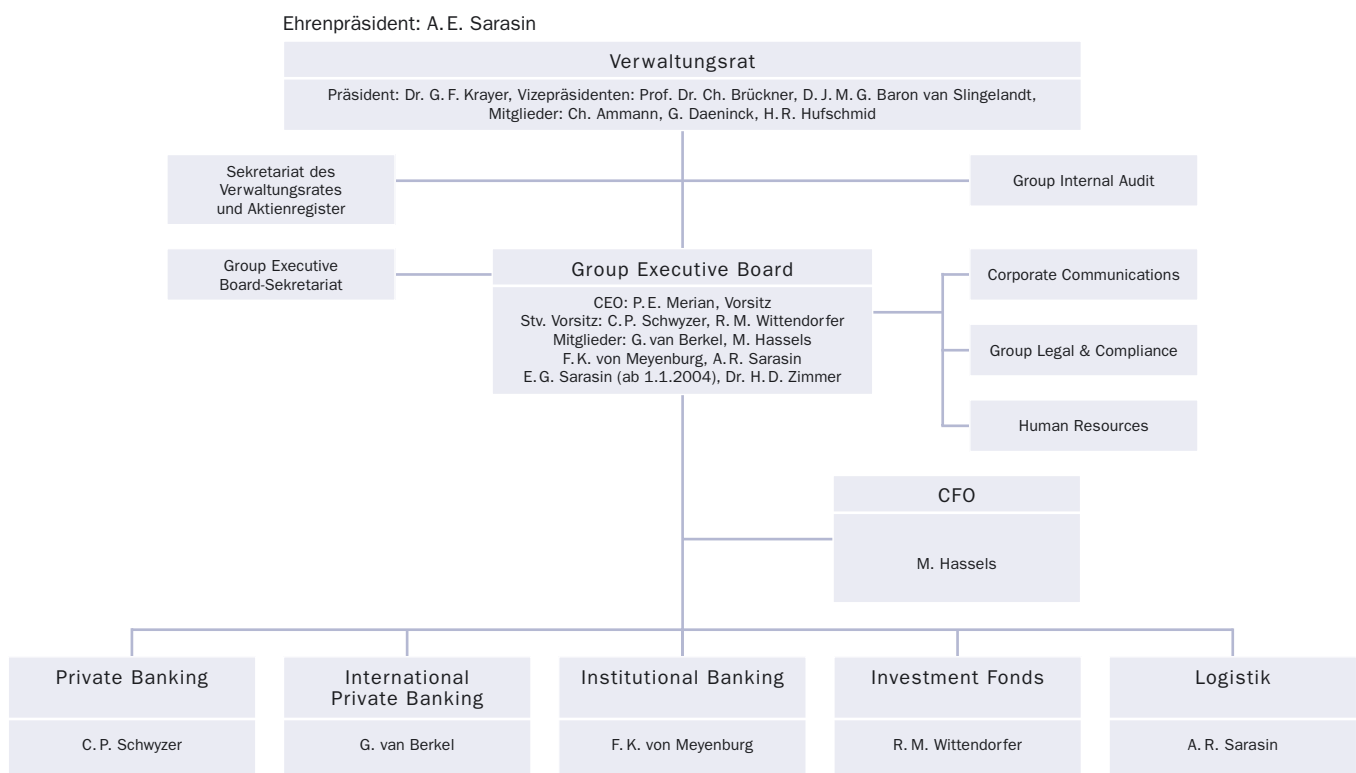 Ehrenpräsident: A.E. Sarasin
Verwaltungsrat
Präsident: Dr. G.F. Krayer, Vizepräsidenten: Prof. Dr. Ch. Brückner, D.J.M.G. Baron van Slingelandt,
Mitglieder: Ch. Ammann, G. Daeninck, H.R. Hufschmid
Sekretariat des
Verwaltungsrates
und Aktienregister
Group Internal Audit
Group Executive
Board-Sekretariat
Group Executive Board
CEO: P.E. Merian, Vorsitz
Stv. Vorsitz: C.P. Schwyzer, R.M. Wittendorfer
Mitglieder: G. van Berkel, M. Hassels
F.K. von Meyenburg, A.R. Sarasin
E.G. Sarasin (ab 1.1.2004), Dr. H.D. Zimmer
Corporate Communications
Group Legal & Compliance
Human Resources
CFO
M. Hassels
Private Banking
C.P. Schwyzer
International
Private Banking
G. van Berkel
Institutional Banking
F.K. von Meyenburg
Investment Fonds
R.M. Wittendorfer
Logistik
A.R. Sarasin